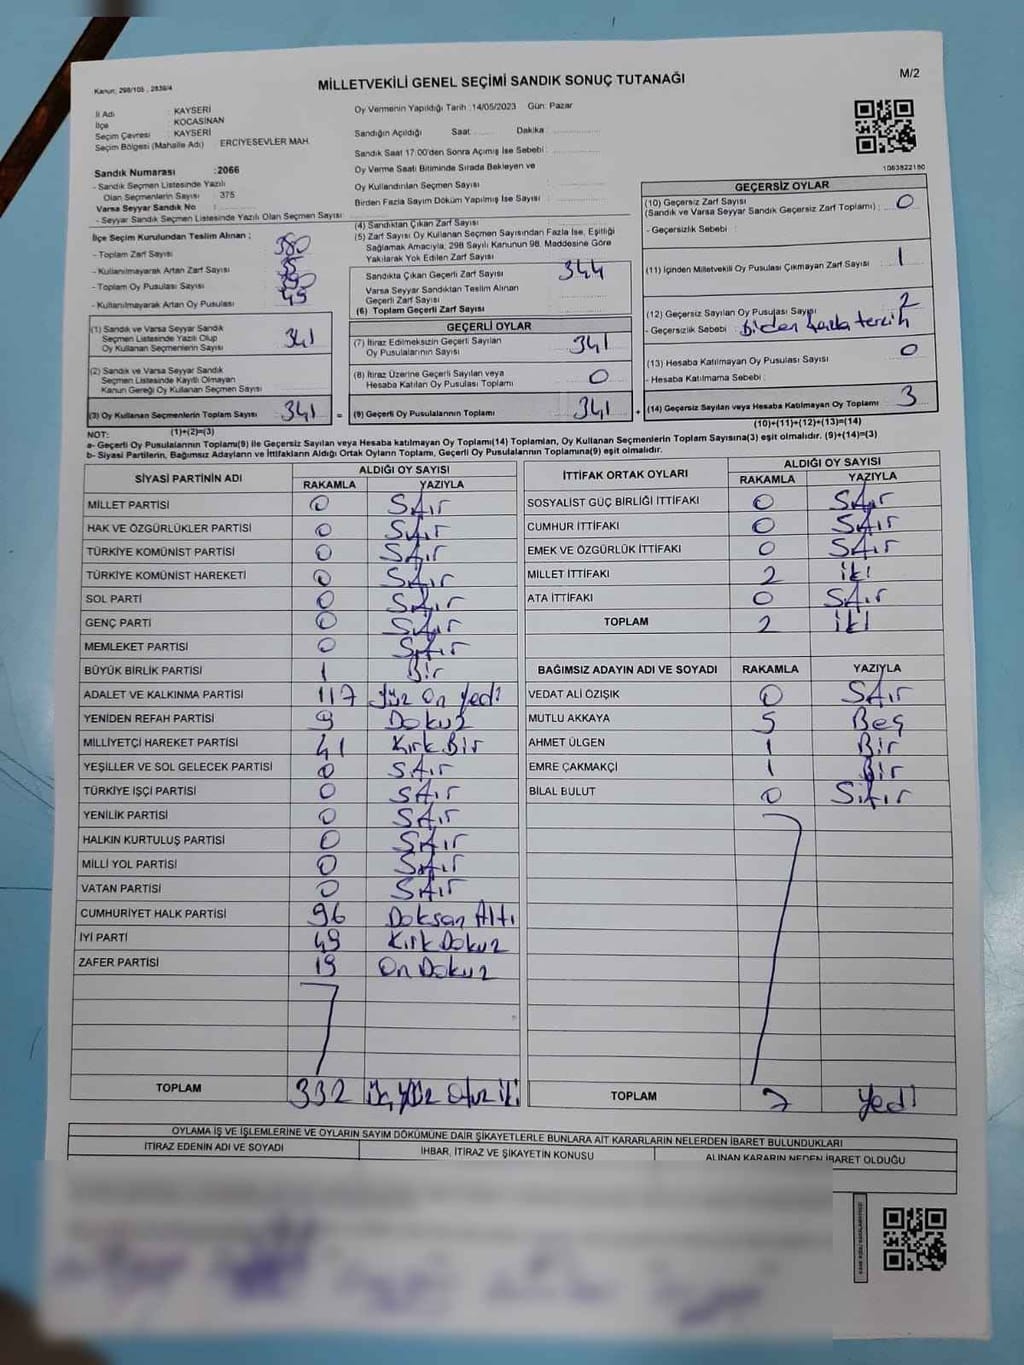 Kanun; 298/105 , 2839/4
MİLLETVEKİLİ GENEL SEÇİMİ SANDIK SONUÇ TUTANAĞI
M/2
İl Adı : KAYSERİ
İlçe : KOCASİNAN
Seçim Çevresi : KAYSERİ
Seçim Bölgesi (Mahalle Adı) ERCİYESEVLER MAH.
Oy Vermenin Yapıldığı Tarih :14/05/2023 Gün: Pazar
Sandığın Açıldığı Saat Dakika
Sandık Saat 17:00'den Sonra Açımış İse Sebebi :
Oy Verme Saati Bitiminde Sırada Bekleyen ve
Oy Kullandırılan Seçmen Sayısı
Birden Fazla Sayım Döküm Yapılmış İse Sayısı :
1063822180
Sandık Numarası :2066
- Sandık Seçmen Listesinde Yazılı
Olan Seçmenlerin Sayısı : 375
Varsa Seyyar Sandık No
- Seyyar Sandık Seçmen Listesinde Yazılı Olan Seçmen Sayısı
İlçe Seçim Kurulundan Teslim Alınan ;
- Toplam Zarf Sayısı 380
- Kullanılmayarak Artan Zarf Sayısı
- Toplam Oy Pusulası Sayısı
- Kullanılmayarak Artan Oy Pusulası
(1) Sandık ve Varsa Seyyar Sandık
Seçmen Listesinde Yazılı Olup
Oy Kullanan Seçmenlerin Sayısı 341
(2) Sandık ve Varsa Seyyar Sandık
Seçmen Listesinde Kayıtlı Olmayan
Kanun Gereği Oy Kullanan Seçmen Sayısı
(3) Oy Kullanan Seçmenlerin Toplam Sayısı 341 =
(1)+(2)=(3)
(4) Sandıktan Çıkan Zarf Sayısı
(5) Zarf Sayısı Oy Kullanan Seçmen Sayısından Fazla İse, Eşitliği
Sağlamak Amacıyla, 298 Sayılı Kanunun 98. Maddesine Göre
Yakılarak Yok Edilen Zarf Sayısı
Sandıkta Çıkan Geçerli Zarf Sayısı 344
Varsa Seyyar Sandıktan Teslim Alınan
Geçerli Zarf Sayısı
(6) Toplam Geçerli Zarf Sayısı
GEÇERLİ OYLAR
(7) İtiraz Edilmeksizin Geçerli Sayılan
Oy Pusulalarının Sayısı 341
(8) İtiraz Üzerine Geçerli Sayılan veya
Hesaba Katılan Oy Pusulası Toplamı 0
(9) Geçerli Oy Pusulalarının Toplamı 341 +
GEÇERSİZ OYLAR
(10) Geçersiz Zarf Sayısı
(Sandık ve Varsa Seyyar Sandık Geçersiz Zarf Toplamı) : 0
- Geçersizlik Sebebi :
(11) İçinden Milletvekili Oy Pusulası Çıkmayan Zarf Sayısı 1
(12) Geçersiz Sayılan Oy Pusulası Sayısı 2
- Geçersizlik Sebebi : Biden fazla tercih
(13) Hesaba Katılmayan Oy Pusulası Sayısı 0
- Hesaba Katılmama Sebebi :
(14) Geçersiz Sayılan veya Hesaba Katılmayan Oy Toplamı 3
(10)+(11)+(12)+(13)=(14)
NOT:
a- Geçerli Oy Pusulalarının Toplamı(9) ile Geçersiz Sayılan veya Hesaba katılmayan Oy Toplamı(14) Toplamları, Oy Kullanan Seçmenlerin Toplam Sayısına(3) eşit olmalıdır. (9)+(14)=(3)
b- Siyasi Partilerin, Bağımsız Adayların ve İttifakların Aldığı Ortak Oyların Toplamı, Geçerli Oy Pusulalarının Toplamına(9) eşit olmalıdır.
SİYASİ PARTİNİN ADI ALDIĞI OY SAYISI
RAKAMLA YAZIYLA
MİLLET PARTİSİ 0 Sıfır
HAK VE ÖZGÜRLÜKLER PARTİSİ 0 Sıfır
TÜRKİYE KOMÜNİST PARTİSİ 0 Sıfır
TÜRKİYE KOMÜNİST HAREKETİ 0 Sıfır
SOL PARTİ 0 Sıfır
GENÇ PARTİ 0 Sıfır
MEMLEKET PARTİSİ 0 Sıfır
BÜYÜK BİRLİK PARTİSİ 1 Bir
ADALET VE KALKINMA PARTİSİ 117 Yüz On Yedi
YENİDEN REFAH PARTİSİ 9 Dokuz
MİLLİYETÇİ HAREKET PARTİSİ 41 Kırk Bir
YEŞİLLER VE SOL GELECEK PARTİSİ 0 Sıfır
TÜRKİYE İŞÇİ PARTİSİ 0 Sıfır
YENİLİK PARTİSİ 0 Sıfır
HALKIN KURTULUŞ PARTİSİ 0 Sıfır
MİLLİ YOL PARTİSİ 0 Sıfır
VATAN PARTİSİ 0 Sıfır
CUMHURİYET HALK PARTİSİ 96 Doksan Altı
İYİ PARTİ 49 Kırk Dokuz
ZAFER PARTİSİ 19 On Dokuz
TOPLAM 332 Üç yüz otuz iki
İTTİFAK ORTAK OYLARI ALDIĞI OY SAYISI
RAKAMLA YAZIYLA
SOSYALİST GÜÇ BİRLİĞİ İTTİFAKI 0 Sıfır
CUMHUR İTTİFAKI 0 Sıfır
EMEK VE ÖZGÜRLÜK İTTİFAKI 0 Sıfır
MİLLET İTTİFAKI 2 iki
ATA İTTİFAKI 0 Sıfır
TOPLAM 2 iki
BAĞIMSIZ ADAYIN ADI VE SOYADI RAKAMLA YAZIYLA
VEDAT ALİ ÖZIŞIK 0 Sıfır
MUTLU AKKAYA 5 Beş
AHMET ÜLGEN 1 Bir
EMRE ÇAKMAKÇİ 1 Bir
BİLAL BULUT 0 Sıfır
TOPLAM 7 Yedi
OYLAMA İŞ VE İŞLEMLERİNE VE OYLARIN SAYIM DÖKÜMÜNE DAİR ŞİKAYETLERLE BUNLARA AİT KARARLARIN NELERDEN İBARET BULUNDUKLARI
İTİRAZ EDENİN ADI VE SOYADI İHBAR, İTİRAZ VE ŞİKAYETİN KONUSU ALINAN KARARIN NEDEN İBARET OLDUĞU